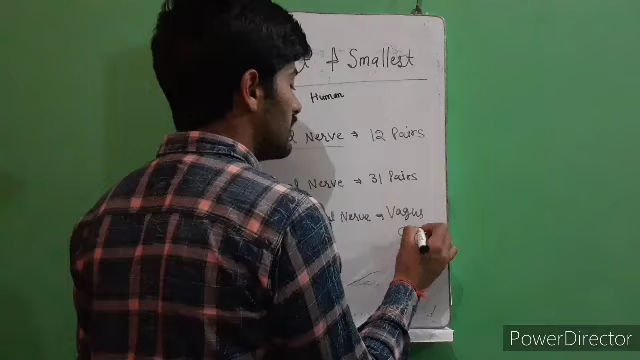 & Smallest
Human
Nerve ⇒ 12 Pairs
Nerve ⇒ 31 Pairs
Nerve ⇒ Vagus
PowerDirector